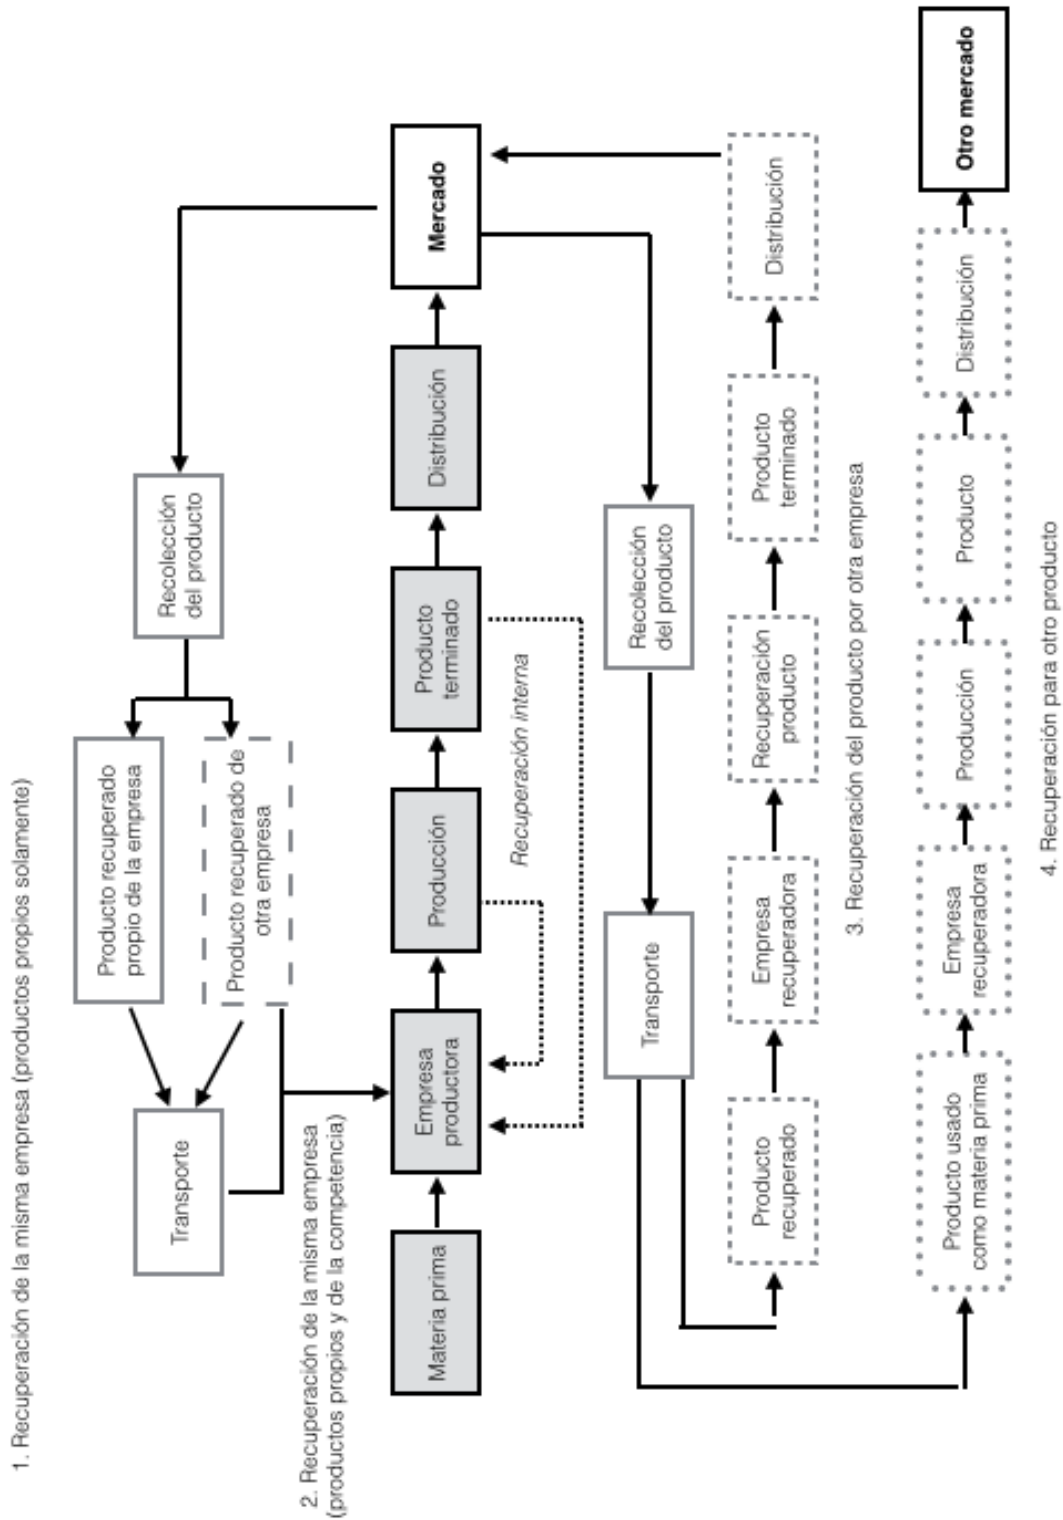 1. Recuperación de la misma empresa (productos propios solamente)
Transporte
Producto recuperado
propio de la empresa
Producto recuperado de
otra empresa
Recolección
del producto
2. Recuperación de la misma empresa
(productos propios y de la competencia)
Materia prima
Empresa
productora
Producción
Producto
terminado
Distribución
Mercado
Recuperación interna
Transporte
Recolección
del producto
Producto
recuperado
Empresa
recuperadora
Recuperación
producto
Producto
terminado
Distribución
3. Recuperación del producto por otra empresa
Producto usado
como materia prima
Empresa
recuperadora
Producción
Producto
Distribución
Otro mercado
4. Recuperación para otro producto